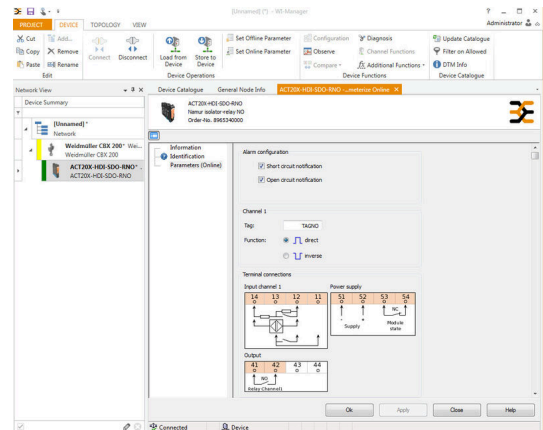 [Unnamed] (*) - WI-Manager
PROJECT DEVICE TOPOLOGY VIEW
Administrator
Cut Add...
Copy Remove
Paste Rename
Edit
Connect Disconnect
Load from Device Store to Device
Device Operations
Set Offline Parameter
Set Online Parameter
Configuration Diagnosis
Observe Channel Functions
Compare Additional Functions
Device Functions
Update Catalogue
Filter on Allowed
DTM Info
Device Catalogue
Network View
Device Summary
[Unnamed]*
Network
Weidmüller CBX 200* Wei...
Weidmüller CBX 200
ACT20X-HDI-SDO-RNO* ..
ACT20X-HDI-SDO-RNO
Device Catalogue General Node Info ACT20X-HDI-SDO-RNO -...meterize Online
ACT20X-HDI-SDO-RNO
Namur isolator-relay NO
Order-No. 8965340000
Information
Identification
Parameters (Online)
Alarm configuration
Short circuit notification
Open circuit notification
Channel 1
Tag: TAGNO
Function: direct
inverse
Terminal connections
Input channel 1 Power supply
14 13 12 11 51 52 53 54
NC
Supply Module state
Output
41 42 43 44
NO
Relay Channel1
Ok Apply Close Help
Connected Device